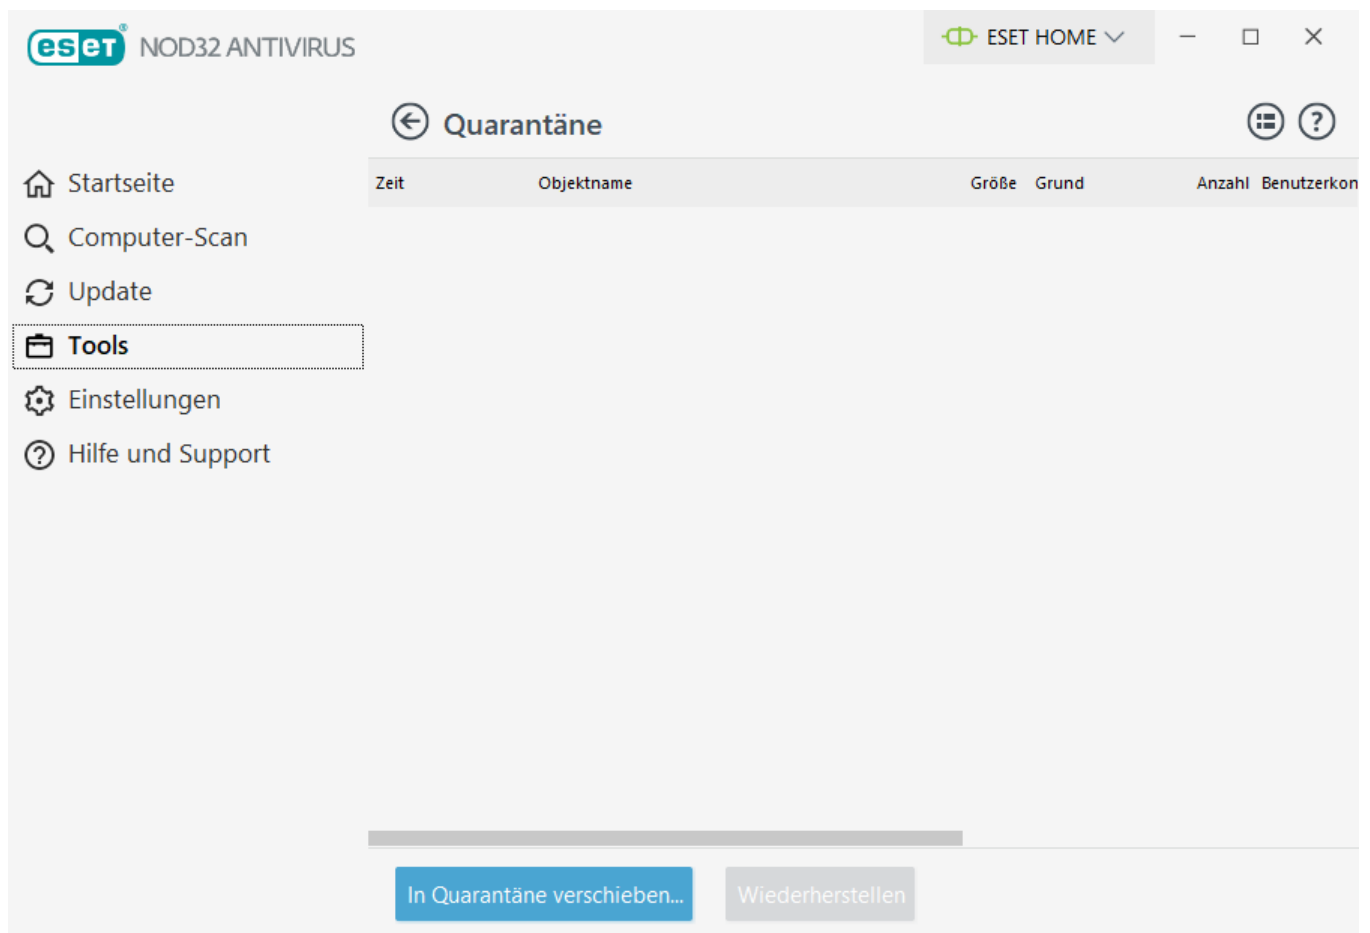 eset® NOD32 ANTIVIRUS
ESET HOME
Quarantäne
Startseite
Computer-Scan
Update
Tools
Einstellungen
Hilfe und Support
Zeit Objektname Größe Grund Anzahl Benutzerkon
In Quarantäne verschieben... Wiederherstellen